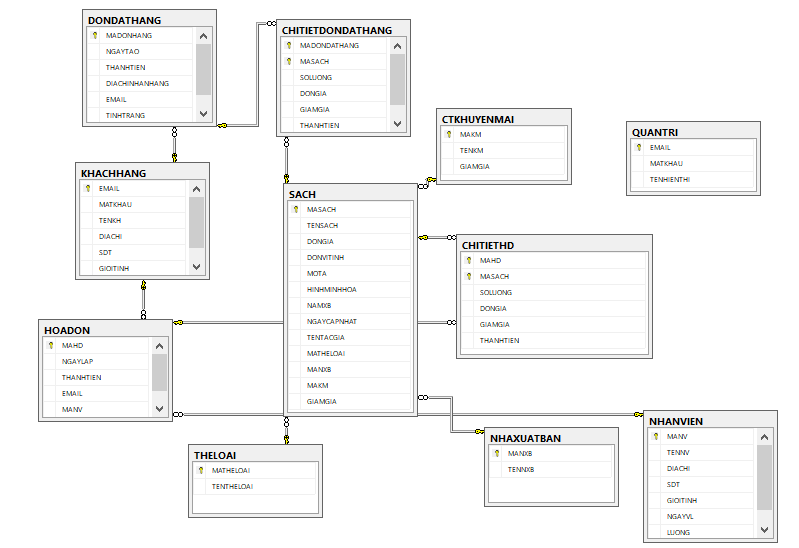 DONDATHANG
MADONHANG
NGAYTAO
THANHTIEN
DIACHINHANHANG
EMAIL
TINHTRANG
CHITIETDONDATHANG
MADONDATHANG
MASACH
SOLUONG
DONGIA
GIAMGIA
THANHTIEN
CTKHUYENMAI
MAKM
TENKM
GIAMGIA
QUANTRI
EMAIL
MATKHAU
TENHIENTHI
KHACHHANG
EMAIL
MATKHAU
TENKH
DIACHI
SDT
GIOITINH
SACH
MASACH
TENSACH
DONGIA
DONVITINH
MOTA
HINHMINHHOA
NAMXB
NGAYCAPNHAT
TENTACGIA
MATHELOAI
MANXB
MAKM
GIAMGIA
CHITIETHD
MAHD
MASACH
SOLUONG
DONGIA
GIAMGIA
THANHTIEN
HOADON
MAHD
NGAYLAP
THANHTIEN
EMAIL
MANV
THELOAI
MATHELOAI
TENTHELOAI
NHAXUATBAN
MANXB
TENNXB
NHANVIEN
MANV
TENNV
DIACHI
SDT
GIOITINH
NGAYVL
LUONG